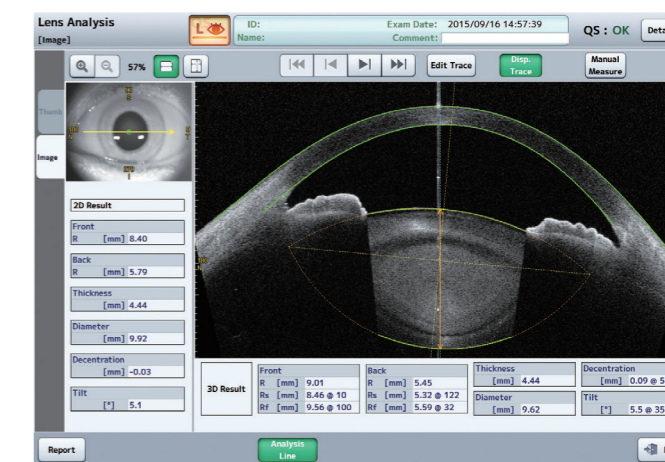 Lens Analysis
[Image]
L
ID:
Name:
Exam Date: 2015/09/16 14:57:39
Comment:
QS : OK
Deta
57%
Edit Trace
Disp.
Trace
Manual
Measure
Thumb
Image
2D Result
Front
R [mm] 8.40
Back
R [mm] 5.79
Thickness
[mm] 4.44
Diameter
[mm] 9.92
Decentration
[mm] -0.03
Tilt
[°] 5.1
3D Result
Front
R [mm] 9.01
Rs [mm] 8.46 @ 10
Rf [mm] 9.56 @ 100
Back
R [mm] 5.45
Rs [mm] 5.32 @ 122
Rf [mm] 5.59 @ 32
Thickness
[mm] 4.44
Diameter
[mm] 9.62
Decentration
[mm] 0.09 @ 5
Tilt
[°] 5.5 @ 35
Report
Analysis
Line